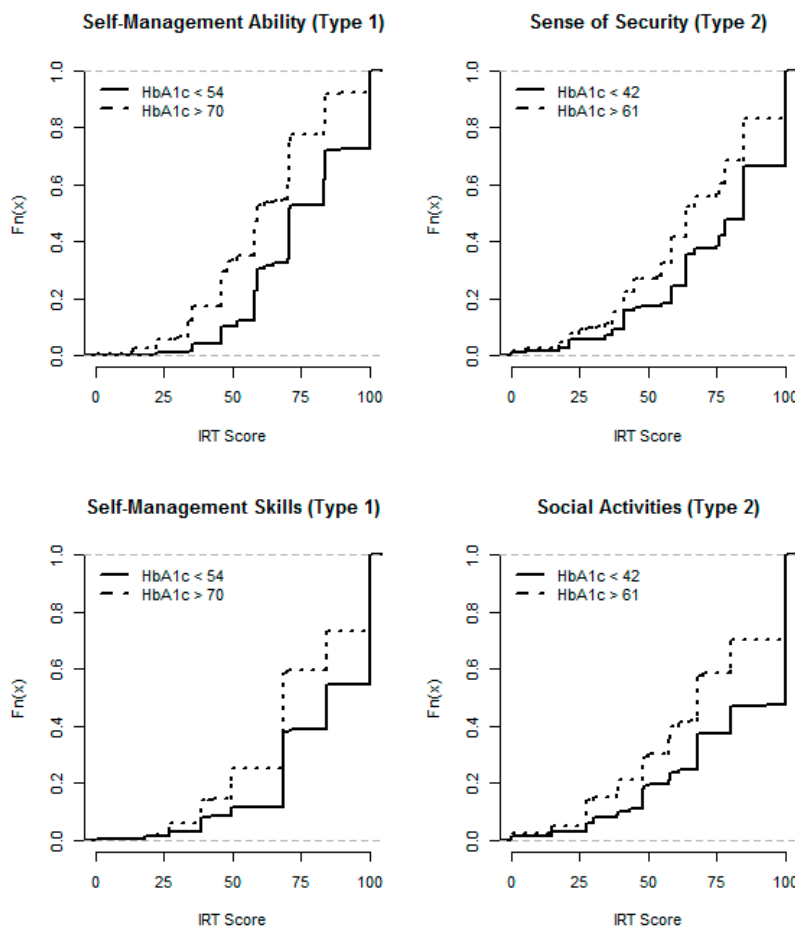 Self-Management Ability (Type 1)
Fn(x)
1.0
0.8
0.6
0.4
0.2
0.0
HbA1c < 54
HbA1c > 70
0 25 50 75 100
IRT Score
Sense of Security (Type 2)
Fn(x)
1.0
0.8
0.6
0.4
0.2
0.0
HbA1c < 42
HbA1c > 61
0 25 50 75 100
IRT Score
Self-Management Skills (Type 1)
Fn(x)
1.0
0.8
0.6
0.4
0.2
0.0
HbA1c < 54
HbA1c > 70
0 25 50 75 100
IRT Score
Social Activities (Type 2)
Fn(x)
1.0
0.8
0.6
0.4
0.2
0.0
HbA1c < 42
HbA1c > 61
0 25 50 75 100
IRT Score